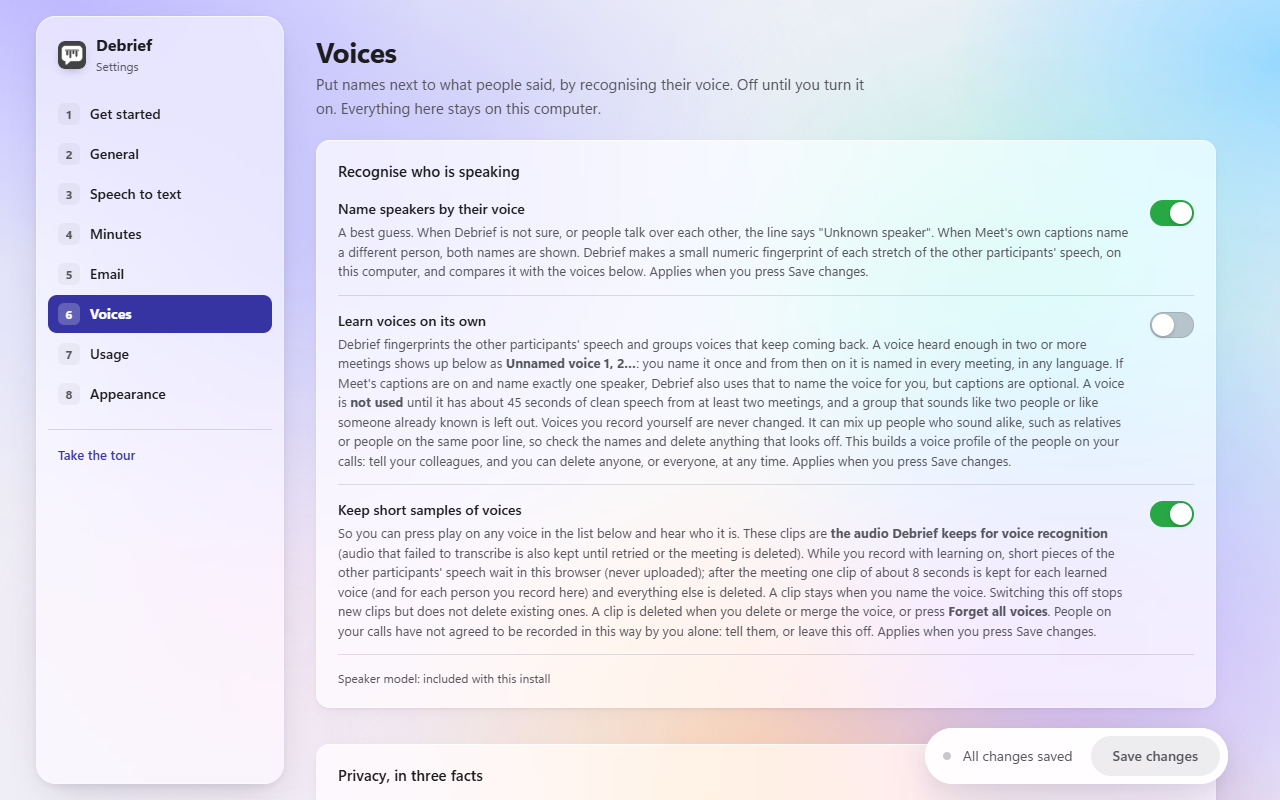 Debrief
Settings
1 Get started
2 General
3 Speech to text
4 Minutes
5 Email
6 Voices
7 Usage
8 Appearance
Take the tour
Voices
Put names next to what people said, by recognising their voice. Off until you turn it
on. Everything here stays on this computer.
Recognise who is speaking
Name speakers by their voice
A best guess. When Debrief is not sure, or people talk over each other, the line says "Unknown speaker". When Meet's own captions name
a different person, both names are shown. Debrief makes a small numeric fingerprint of each stretch of the other participants' speech, on
this computer, and compares it with the voices below. Applies when you press Save changes.
Learn voices on its own
Debrief fingerprints the other participants' speech and groups voices that keep coming back. A voice heard enough in two or more
meetings shows up below as Unnamed voice 1, 2...: you name it once and from then on it is named in every meeting, in any language. If
Meet's captions are on and name exactly one speaker, Debrief also uses that to name the voice for you, but captions are optional. A voice
is not used until it has about 45 seconds of clean speech from at least two meetings, and a group that sounds like two people or like
someone already known is left out. Voices you record yourself are never changed. It can mix up people who sound alike, such as relatives
or people on the same poor line, so check the names and delete anything that looks off. This builds a voice profile of the people on your
calls: tell your colleagues, and you can delete anyone, or everyone, at any time. Applies when you press Save changes.
Keep short samples of voices
So you can press play on any voice in the list below and hear who it is. These clips are the audio Debrief keeps for voice recognition
(audio that failed to transcribe is also kept until retried or the meeting is deleted). While you record with learning on, short pieces of the
other participants' speech wait in this browser (never uploaded); after the meeting one clip of about 8 seconds is kept for each learned
voice (and for each person you record here) and everything else is deleted. A clip stays when you name the voice. Switching this off stops
new clips but does not delete existing ones. A clip is deleted when you delete or merge the voice, or press Forget all voices. People on
your calls have not agreed to be recorded in this way by you alone: tell them, or leave this off. Applies when you press Save changes.
Speaker model: included with this install
Privacy, in three facts
All changes saved
Save changes